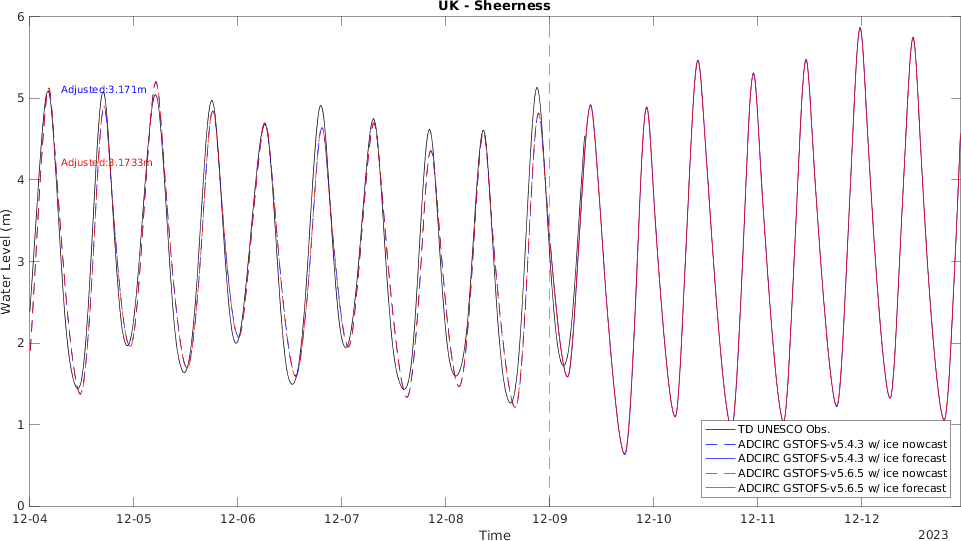 UK - Sheerness
6
5
4
3
2
1
0
Water Level (m)
Adjusted:3.171m
Adjusted:3.1733m
TD UNESCO Obs.
ADCIRC GSTOFS-v5.4.3 w/ ice nowcast
ADCIRC GSTOFS-v5.4.3 w/ ice forecast
ADCIRC GSTOFS-v5.6.5 w/ ice nowcast
ADCIRC GSTOFS-v5.6.5 w/ ice forecast
12-04 12-05 12-06 12-07 12-08 12-09 12-10 12-11 12-12
Time
2023